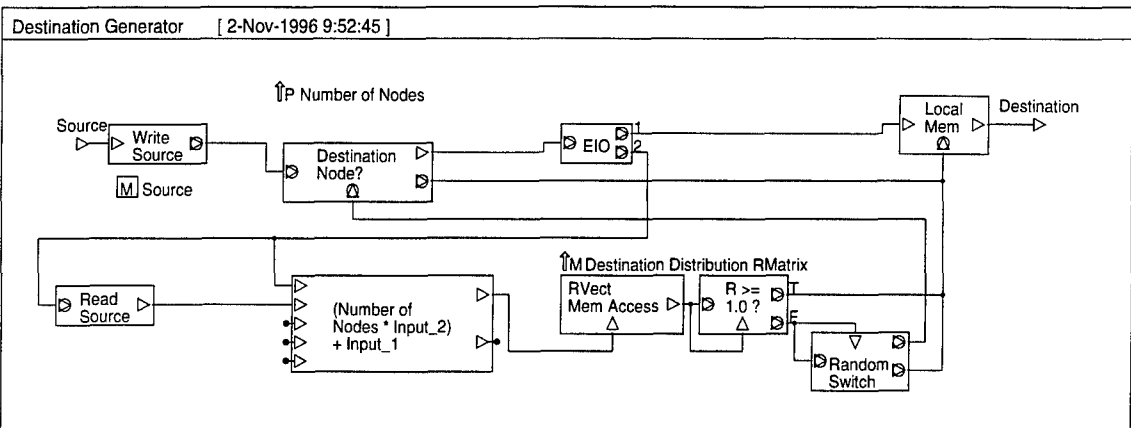 Destination Generator [ 2-Nov-1996 9:52:45 ]
⇑P Number of Nodes
Source
Write
Source
M Source
Destination
Node?
EIO
1
2
Local
Mem
Destination
Read
Source
(Number of
Nodes * Input_2)
+ Input_1
⇑M Destination Distribution RMatrix
RVect
Mem Access
R >=
1.0 ?
T
F
Random
Switch